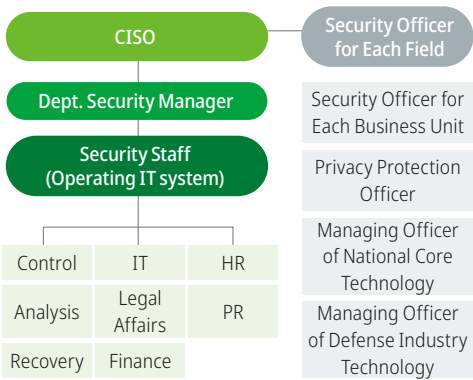 CISO
Security Officer
for Each Field
Dept. Security Manager
Security Staff
(Operating IT system)
Control
IT
HR
Analysis
Legal
Affairs
PR
Recovery
Finance
Security Officer for
Each Business Unit
Privacy Protection
Officer
Managing Officer
of National Core
Technology
Managing Officer
of Defense Industry
Technology